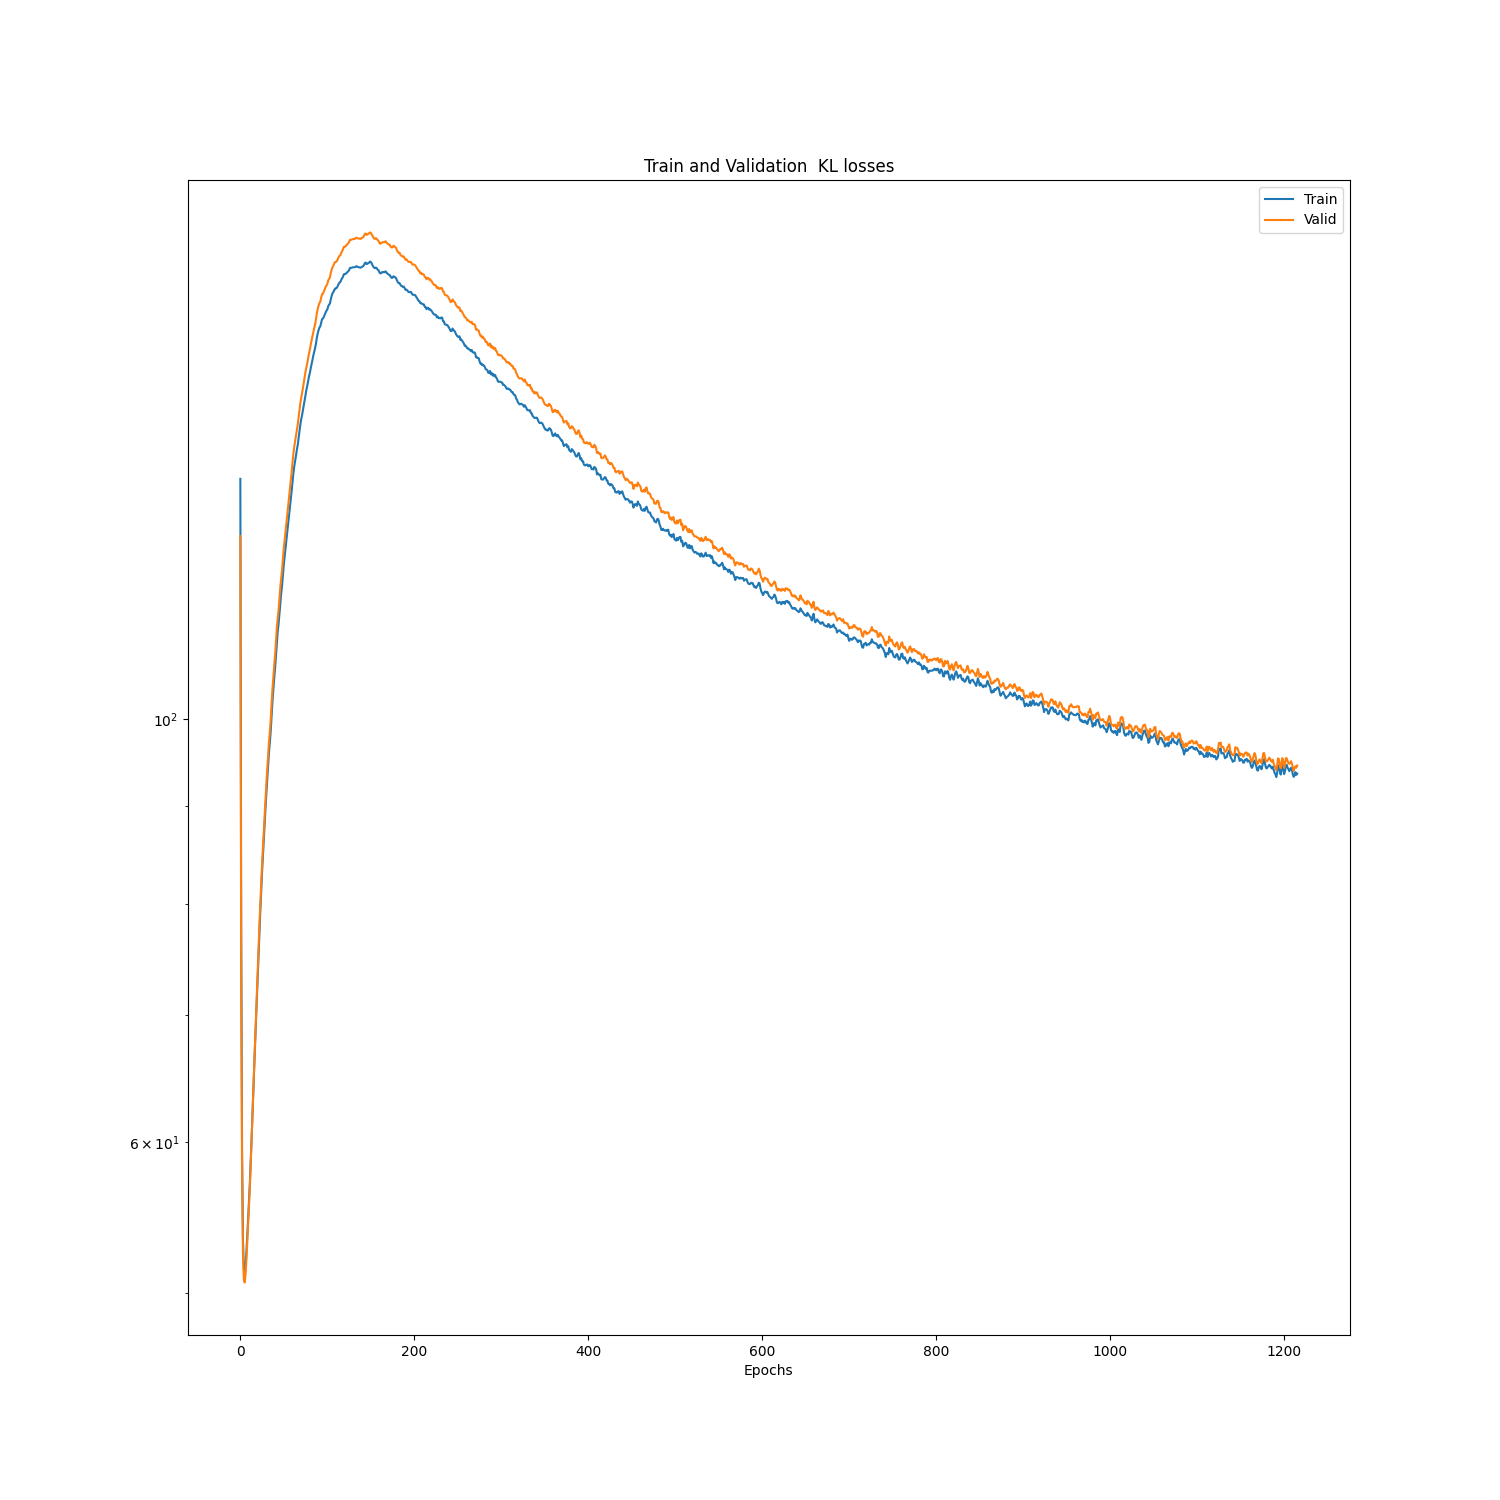 Train and Validation  KL losses
Train
Valid
10²
6 × 10¹
0 200 400 600 800 1000 1200
Epochs